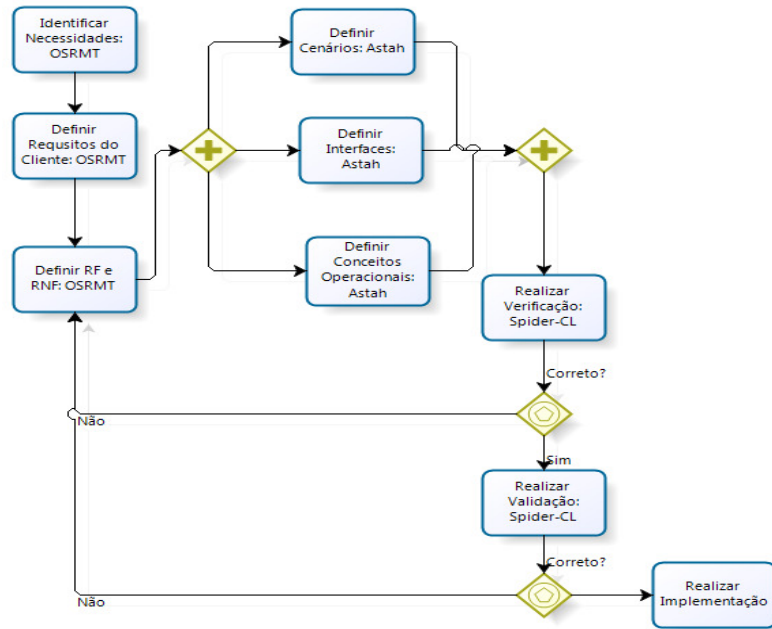 Identificar
Necessidades:
OSRMT
Definir
Requsitos do
Cliente: OSRMT
Definir RF e
RNF: OSRMT
Definir
Cenários: Astah
Definir
Interfaces:
Astah
Definir
Conceitos
Operacionais:
Astah
Realizar
Verificação:
Spider-CL
Correto?
Não
Sim
Realizar
Validação:
Spider-CL
Correto?
Não
Realizar
Implementação